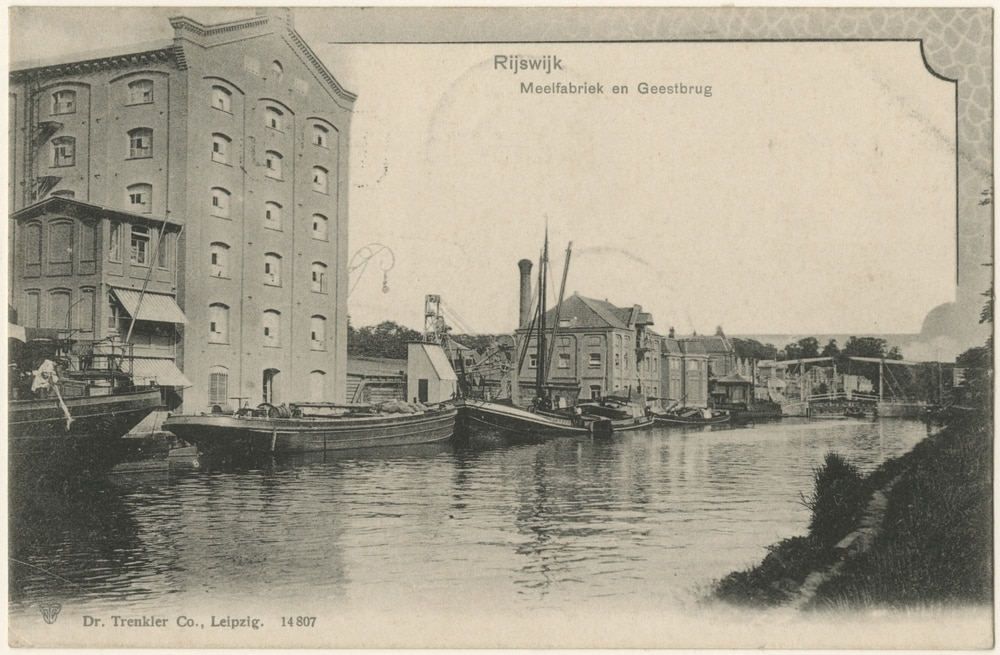 Rijswijk
Meelfabriek en Geestbrug
Dr. Trenkler Co., Leipzig. 14807